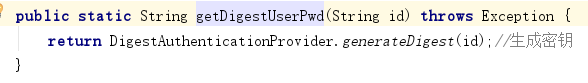 public static String getDigestUserPwd(String id) throws Exception {
    return DigestAuthenticationProvider.generateDigest(id);//生成密钥
}